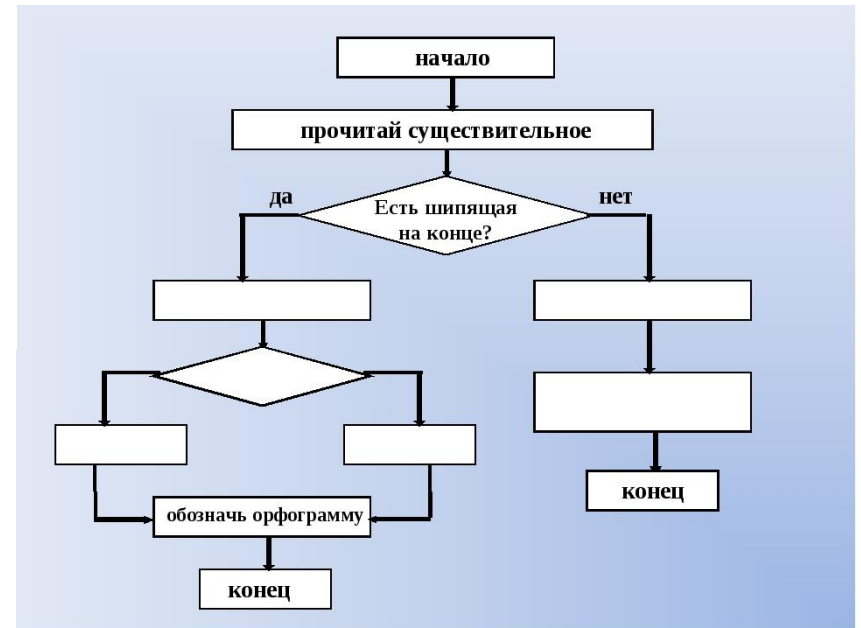 начало
прочитай существительное
да
нет
Есть шипящая
на конце?
обозначь орфограмму
конец
конец